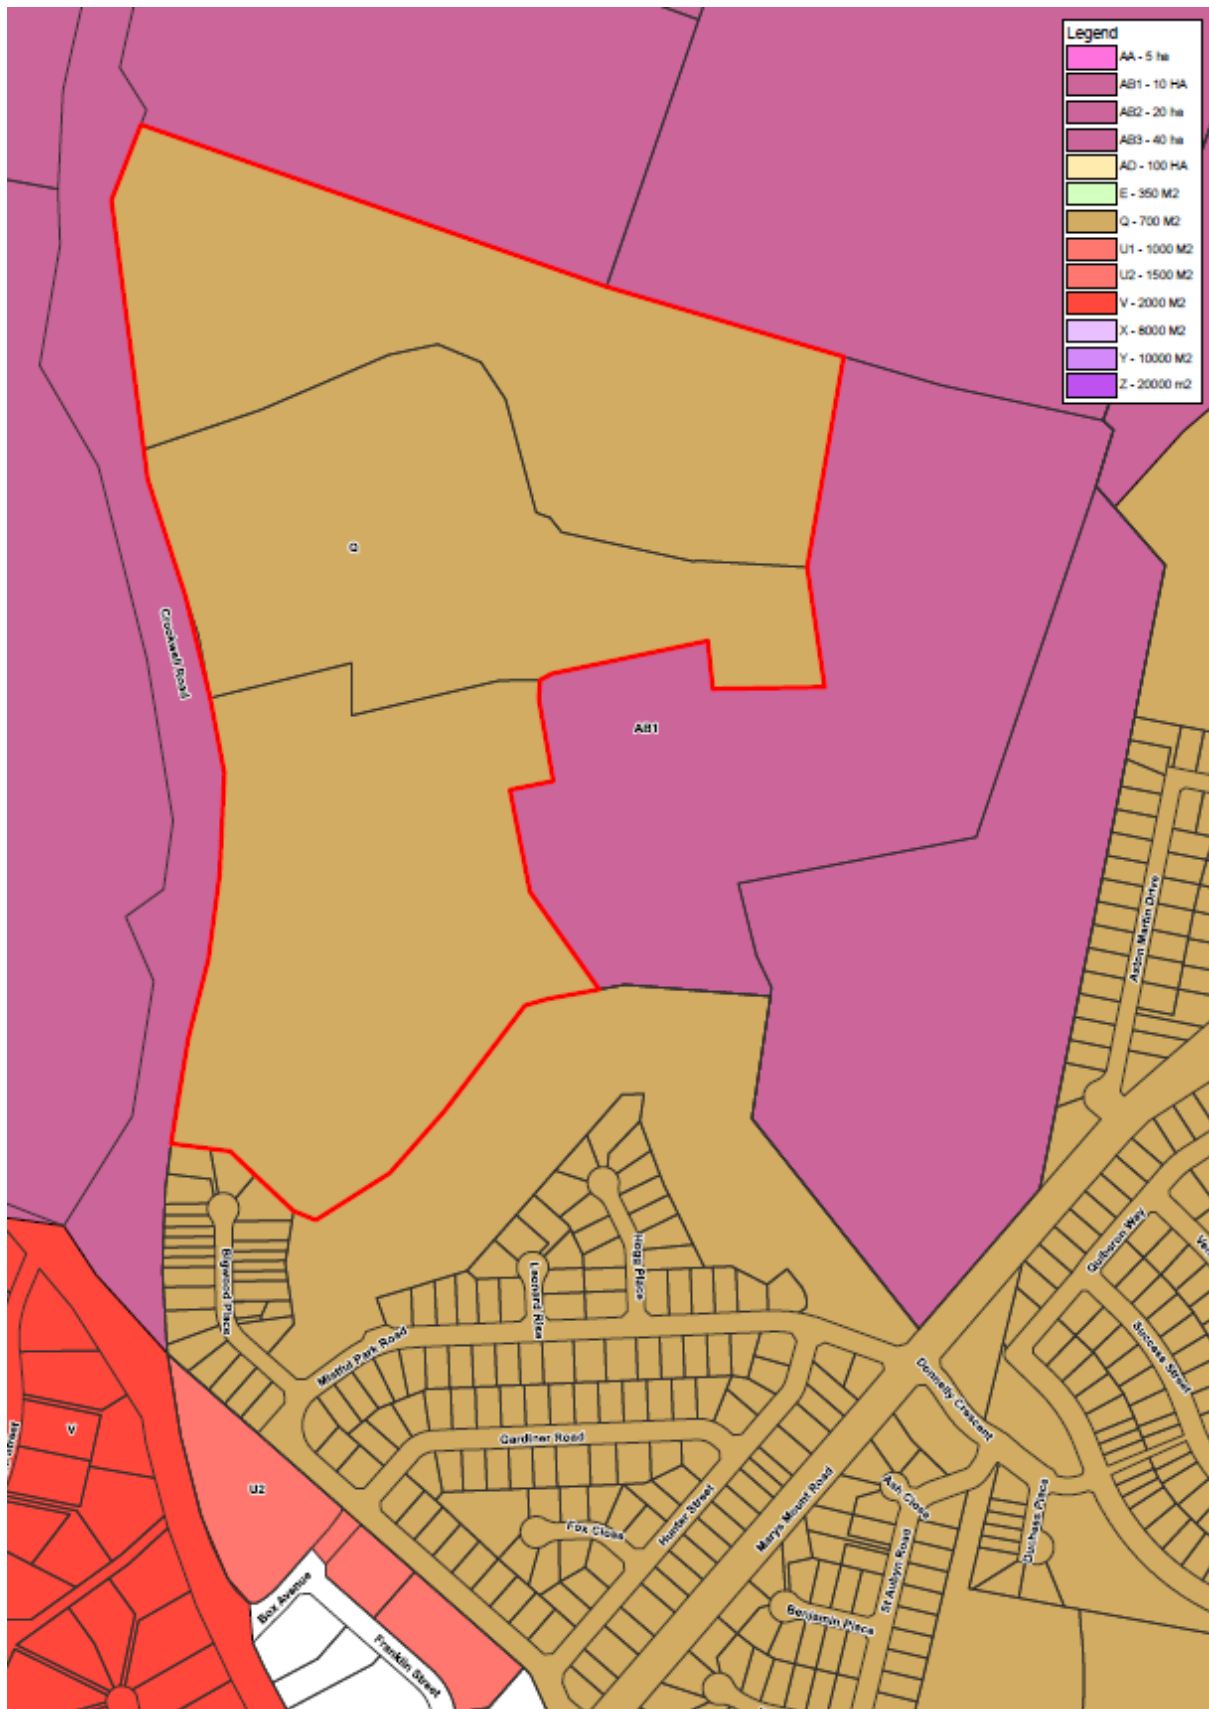 Legend
AA - 5 ha
AB1 - 10 HA
AB2 - 20 ha
AB3 - 40 ha
AD - 100 HA
E - 350 M2
Q - 700 M2
U1 - 1000 M2
U2 - 1500 M2
V - 2000 M2
X - 8000 M2
Y - 10000 M2
Z - 20000 m2
Q
Crookwell Road
AB1
Aston Martin Drive
Quiberon Way
Hogg Place
Bigwood Place
Leonard Rise
Mistful Park Road
Success Street
Donnelly Crescent
V
Gardiner Road
U2
Ash Close
Marys Mount Road
Hunter Street
Duchess Place
Fox Close
St Aubyn Road
Box Avenue
Benjamin Place
Franklin Street